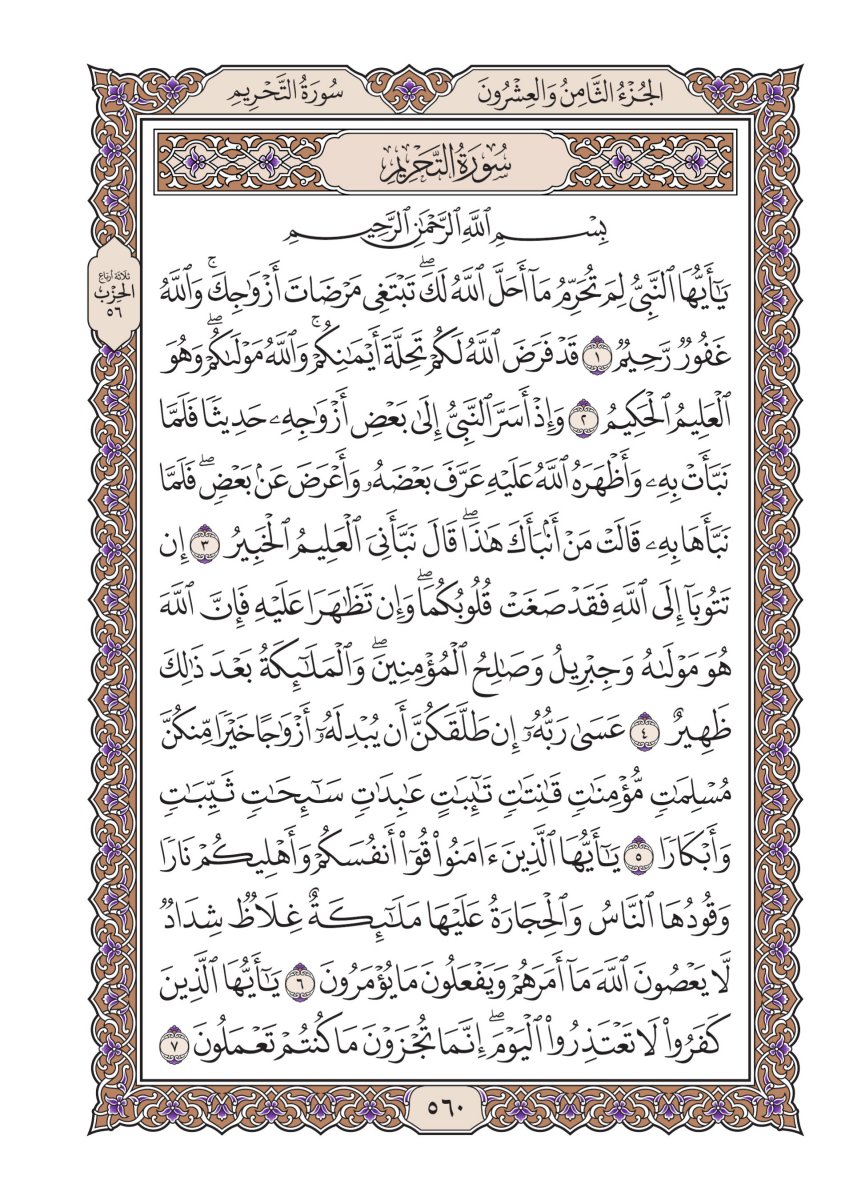 الجُزْءُ الثَّامِنُ وَالعِشْرُونَ
سُورَةُ التَّحْرِيمِ
سُورَةُ التَّحْرِيمِ
بِسْمِ ٱللَّهِ ٱلرَّحْمَٰنِ ٱلرَّحِيمِ
يَٰٓأَيُّهَا ٱلنَّبِيُّ لِمَ تُحَرِّمُ مَآ أَحَلَّ ٱللَّهُ لَكَۖ تَبْتَغِي مَرْضَاتَ أَزْوَٰجِكَۚ وَٱللَّهُ
غَفُورٞ رَّحِيمٞ ١ قَدْ فَرَضَ ٱللَّهُ لَكُمْ تَحِلَّةَ أَيْمَٰنِكُمْۚ وَٱللَّهُ مَوْلَىٰكُمْۖ وَهُوَ
ٱلْعَلِيمُ ٱلْحَكِيمُ ٢ وَإِذْ أَسَرَّ ٱلنَّبِيُّ إِلَىٰ بَعْضِ أَزْوَٰجِهِۦ حَدِيثٗا فَلَمَّا
نَبَّأَتْ بِهِۦ وَأَظْهَرَهُ ٱللَّهُ عَلَيْهِ عَرَّفَ بَعْضَهُۥ وَأَعْرَضَ عَنۢ بَعْضٖۖ فَلَمَّا
نَبَّأَهَا بِهِۦ قَالَتْ مَنْ أَنۢبَأَكَ هَٰذَاۖ قَالَ نَبَّأَنِيَ ٱلْعَلِيمُ ٱلْخَبِيرُ ٣ إِن
تَتُوبَآ إِلَى ٱللَّهِ فَقَدْ صَغَتْ قُلُوبُكُمَاۖ وَإِن تَظَٰهَرَا عَلَيْهِ فَإِنَّ ٱللَّهَ
هُوَ مَوْلَىٰهُ وَجِبْرِيلُ وَصَٰلِحُ ٱلْمُؤْمِنِينَۖ وَٱلْمَلَٰٓئِكَةُ بَعْدَ ذَٰلِكَ
ظَهِيرٌ ٤ عَسَىٰ رَبُّهُۥٓ إِن طَلَّقَكُنَّ أَن يُبْدِلَهُۥٓ أَزْوَٰجًا خَيْرٗا مِّنكُنَّ
مُسْلِمَٰتٖ مُّؤْمِنَٰتٖ قَٰنِتَٰتٖ تَٰٓئِبَٰتٍ عَٰبِدَٰتٖ سَٰٓئِحَٰتٖ ثَيِّبَٰتٖ
وَأَبْكَارٗا ٥ يَٰٓأَيُّهَا ٱلَّذِينَ ءَامَنُوا۟ قُوٓا۟ أَنفُسَكُمْ وَأَهْلِيكُمْ نَارٗا
وَقُودُهَا ٱلنَّاسُ وَٱلْحِجَارَةُ عَلَيْهَا مَلَٰٓئِكَةٌ غِلَاظٞ شِدَادٞ
لَّا يَعْصُونَ ٱللَّهَ مَآ أَمَرَهُمْ وَيَفْعَلُونَ مَا يُؤْمَرُونَ ٦ يَٰٓأَيُّهَا ٱلَّذِينَ
كَفَرُوا۟ لَا تَعْتَذِرُوا۟ ٱلْيَوْمَۖ إِنَّمَا تُجْزَوْنَ مَا كُنتُمْ تَعْمَلُونَ ٧
ثلاثة أرباع
الحِزْب
٥٦
٥٦٠